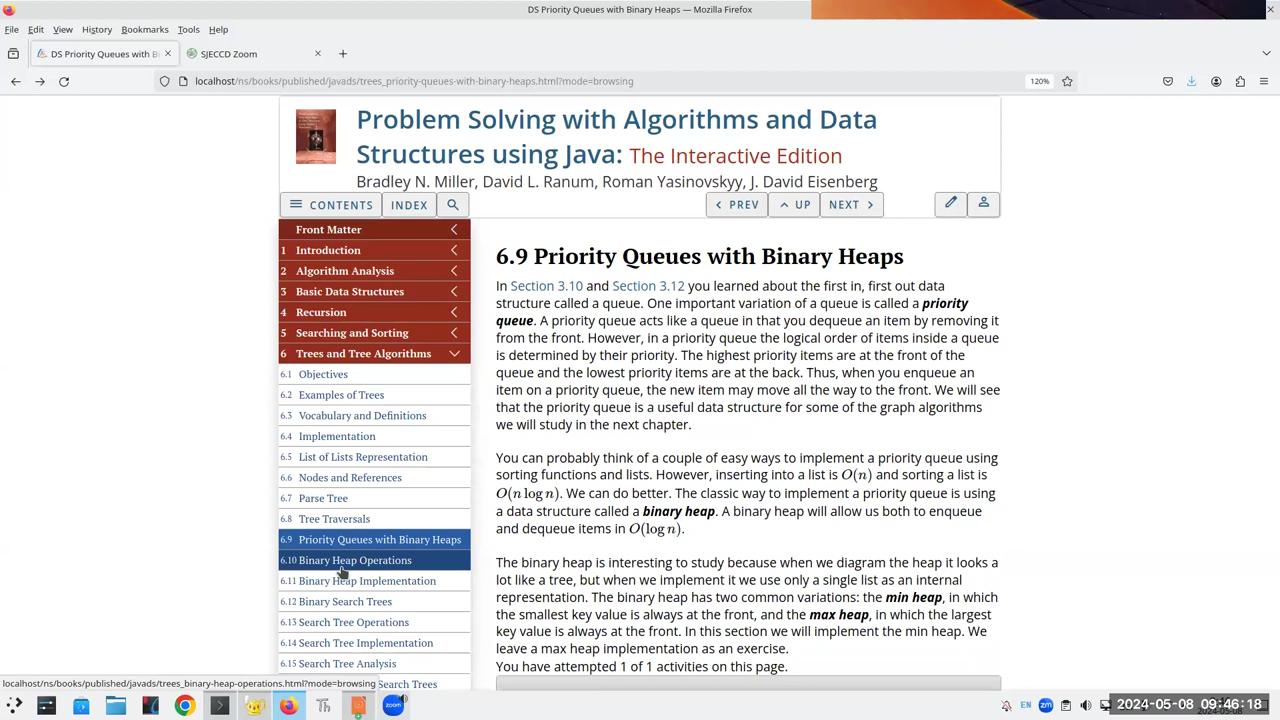 DS Priority Queues with Binary Heaps — Mozilla Firefox
File Edit View History Bookmarks Tools Help
DS Priority Queues with Bi
SJECCD Zoom
localhost/ns/books/published/javads/trees_priority-queues-with-binary-heaps.html?mode=browsing
120%
Problem Solving with Algorithms and Data
Structures using Java: The Interactive Edition
Bradley N. Miller, David L. Ranum, Roman Yasinovskyy, J. David Eisenberg
CONTENTS INDEX PREV UP NEXT
Front Matter
1 Introduction
2 Algorithm Analysis
3 Basic Data Structures
4 Recursion
5 Searching and Sorting
6 Trees and Tree Algorithms
6.1 Objectives
6.2 Examples of Trees
6.3 Vocabulary and Definitions
6.4 Implementation
6.5 List of Lists Representation
6.6 Nodes and References
6.7 Parse Tree
6.8 Tree Traversals
6.9 Priority Queues with Binary Heaps
6.10 Binary Heap Operations
6.11 Binary Heap Implementation
6.12 Binary Search Trees
6.13 Search Tree Operations
6.14 Search Tree Implementation
6.15 Search Tree Analysis
Search Trees
6.9 Priority Queues with Binary Heaps
In Section 3.10 and Section 3.12 you learned about the first in, first out data
structure called a queue. One important variation of a queue is called a priority
queue. A priority queue acts like a queue in that you dequeue an item by removing it
from the front. However, in a priority queue the logical order of items inside a queue
is determined by their priority. The highest priority items are at the front of the
queue and the lowest priority items are at the back. Thus, when you enqueue an
item on a priority queue, the new item may move all the way to the front. We will see
that the priority queue is a useful data structure for some of the graph algorithms
we will study in the next chapter.
You can probably think of a couple of easy ways to implement a priority queue using
sorting functions and lists. However, inserting into a list is O(n) and sorting a list is
O(n log n). We can do better. The classic way to implement a priority queue is using
a data structure called a binary heap. A binary heap will allow us both to enqueue
and dequeue items in O(log n).
The binary heap is interesting to study because when we diagram the heap it looks a
lot like a tree, but when we implement it we use only a single list as an internal
representation. The binary heap has two common variations: the min heap, in which
the smallest key value is always at the front, and the max heap, in which the largest
key value is always at the front. In this section we will implement the min heap. We
leave a max heap implementation as an exercise.
You have attempted 1 of 1 activities on this page.
localhost/ns/books/published/javads/trees_binary-heap-operations.html?mode=browsing
Th
zoom
EN
zm
2024-05-08 09:46:18